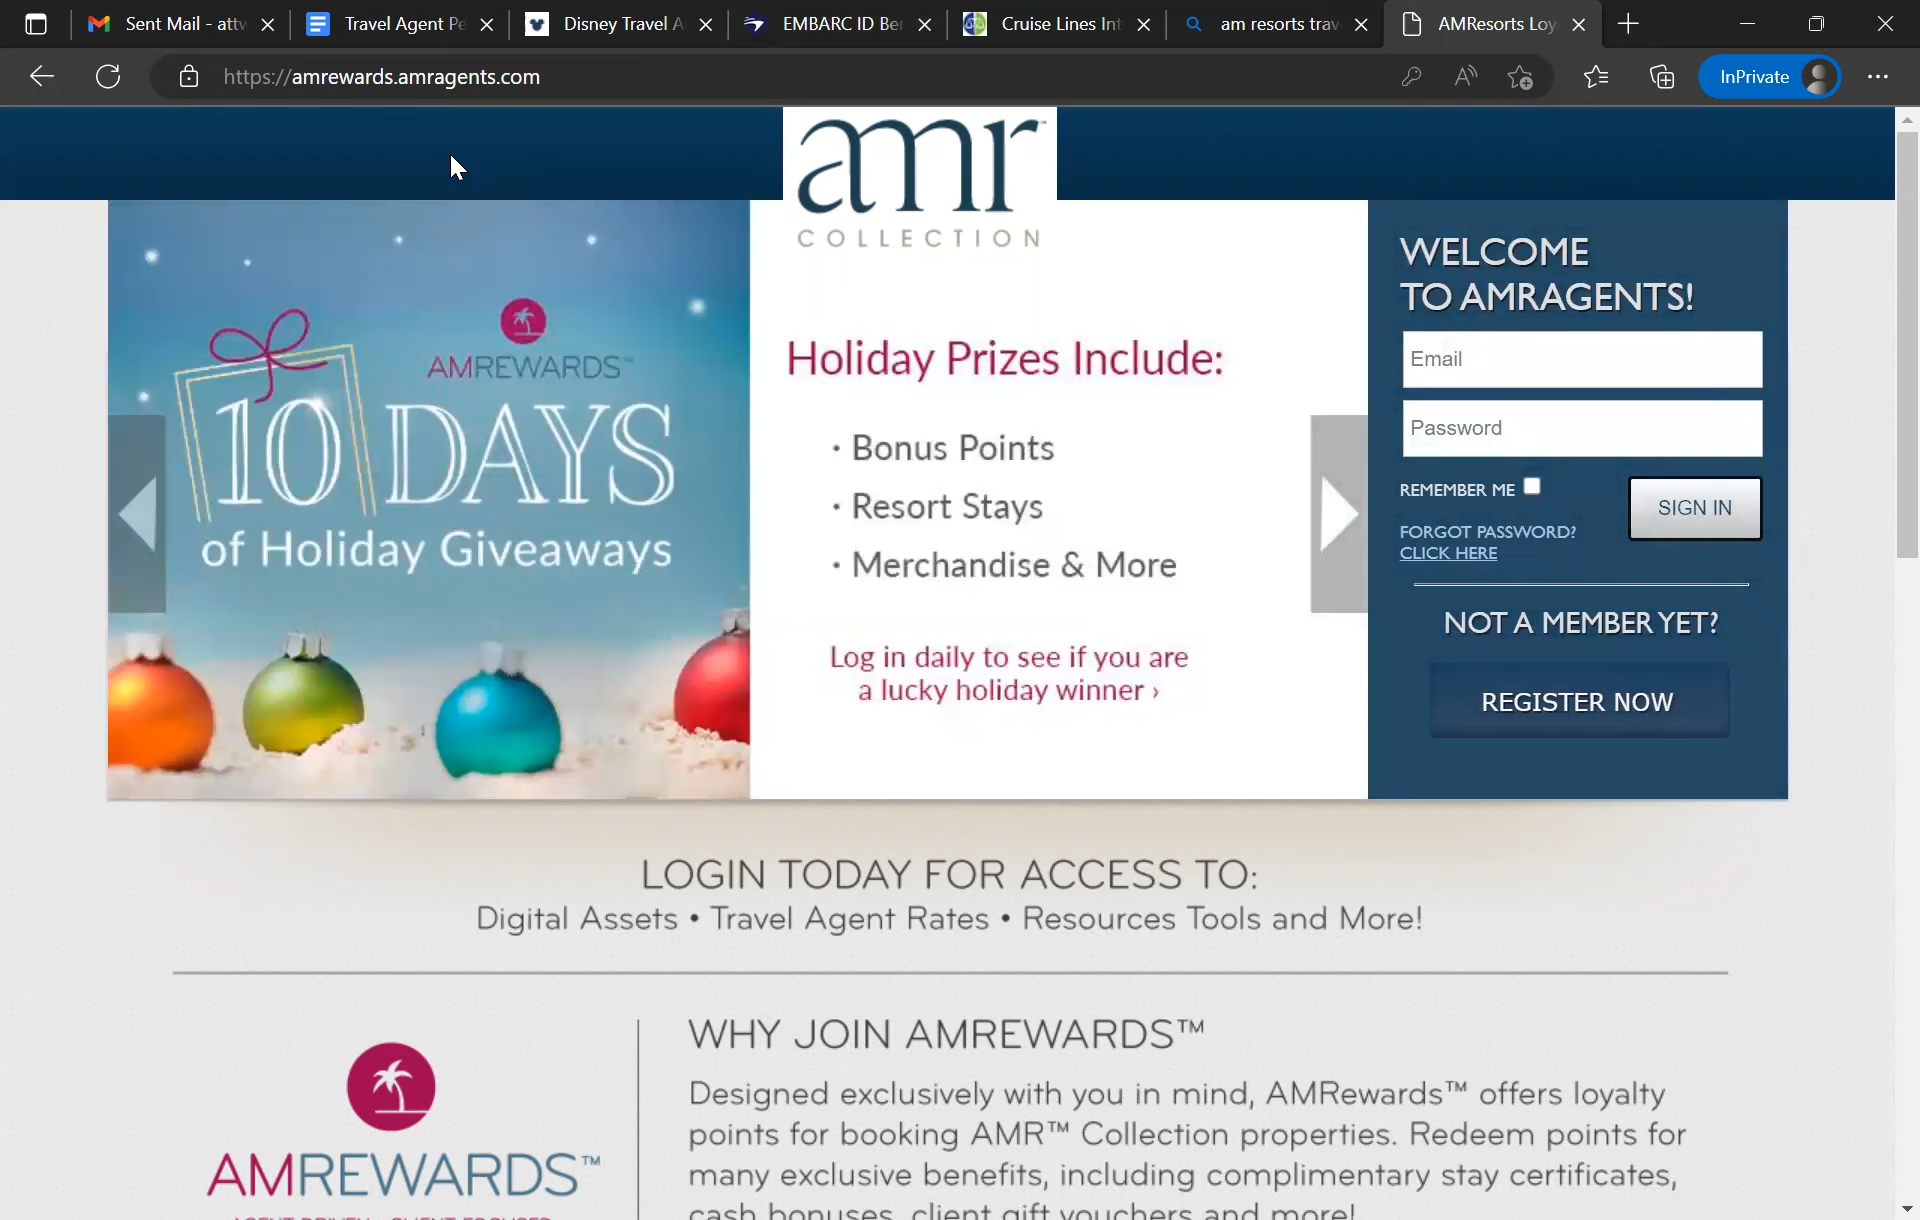 Sent Mail - attw
Travel Agent Pe
Disney Travel A
EMBARC ID Be
Cruise Lines Int
am resorts trav
AMResorts Loy
https://amrewards.amragents.com
InPrivate
amr
COLLECTION
AMREWARDS™
10 DAYS
of Holiday Giveaways
Holiday Prizes Include:
· Bonus Points
· Resort Stays
· Merchandise & More
Log in daily to see if you are
a lucky holiday winner ›
WELCOME
TO AMRAGENTS!
Email
Password
REMEMBER ME
FORGOT PASSWORD?
CLICK HERE
SIGN IN
NOT A MEMBER YET?
REGISTER NOW
LOGIN TODAY FOR ACCESS TO:
Digital Assets • Travel Agent Rates • Resources Tools and More!
AMREWARDS™
AGENT DRIVEN CLIENT FOCUSED
WHY JOIN AMREWARDS™
Designed exclusively with you in mind, AMRewards™ offers loyalty
points for booking AMR™ Collection properties. Redeem points for
many exclusive benefits, including complimentary stay certificates,
cash bonuses, client gift vouchers and more!